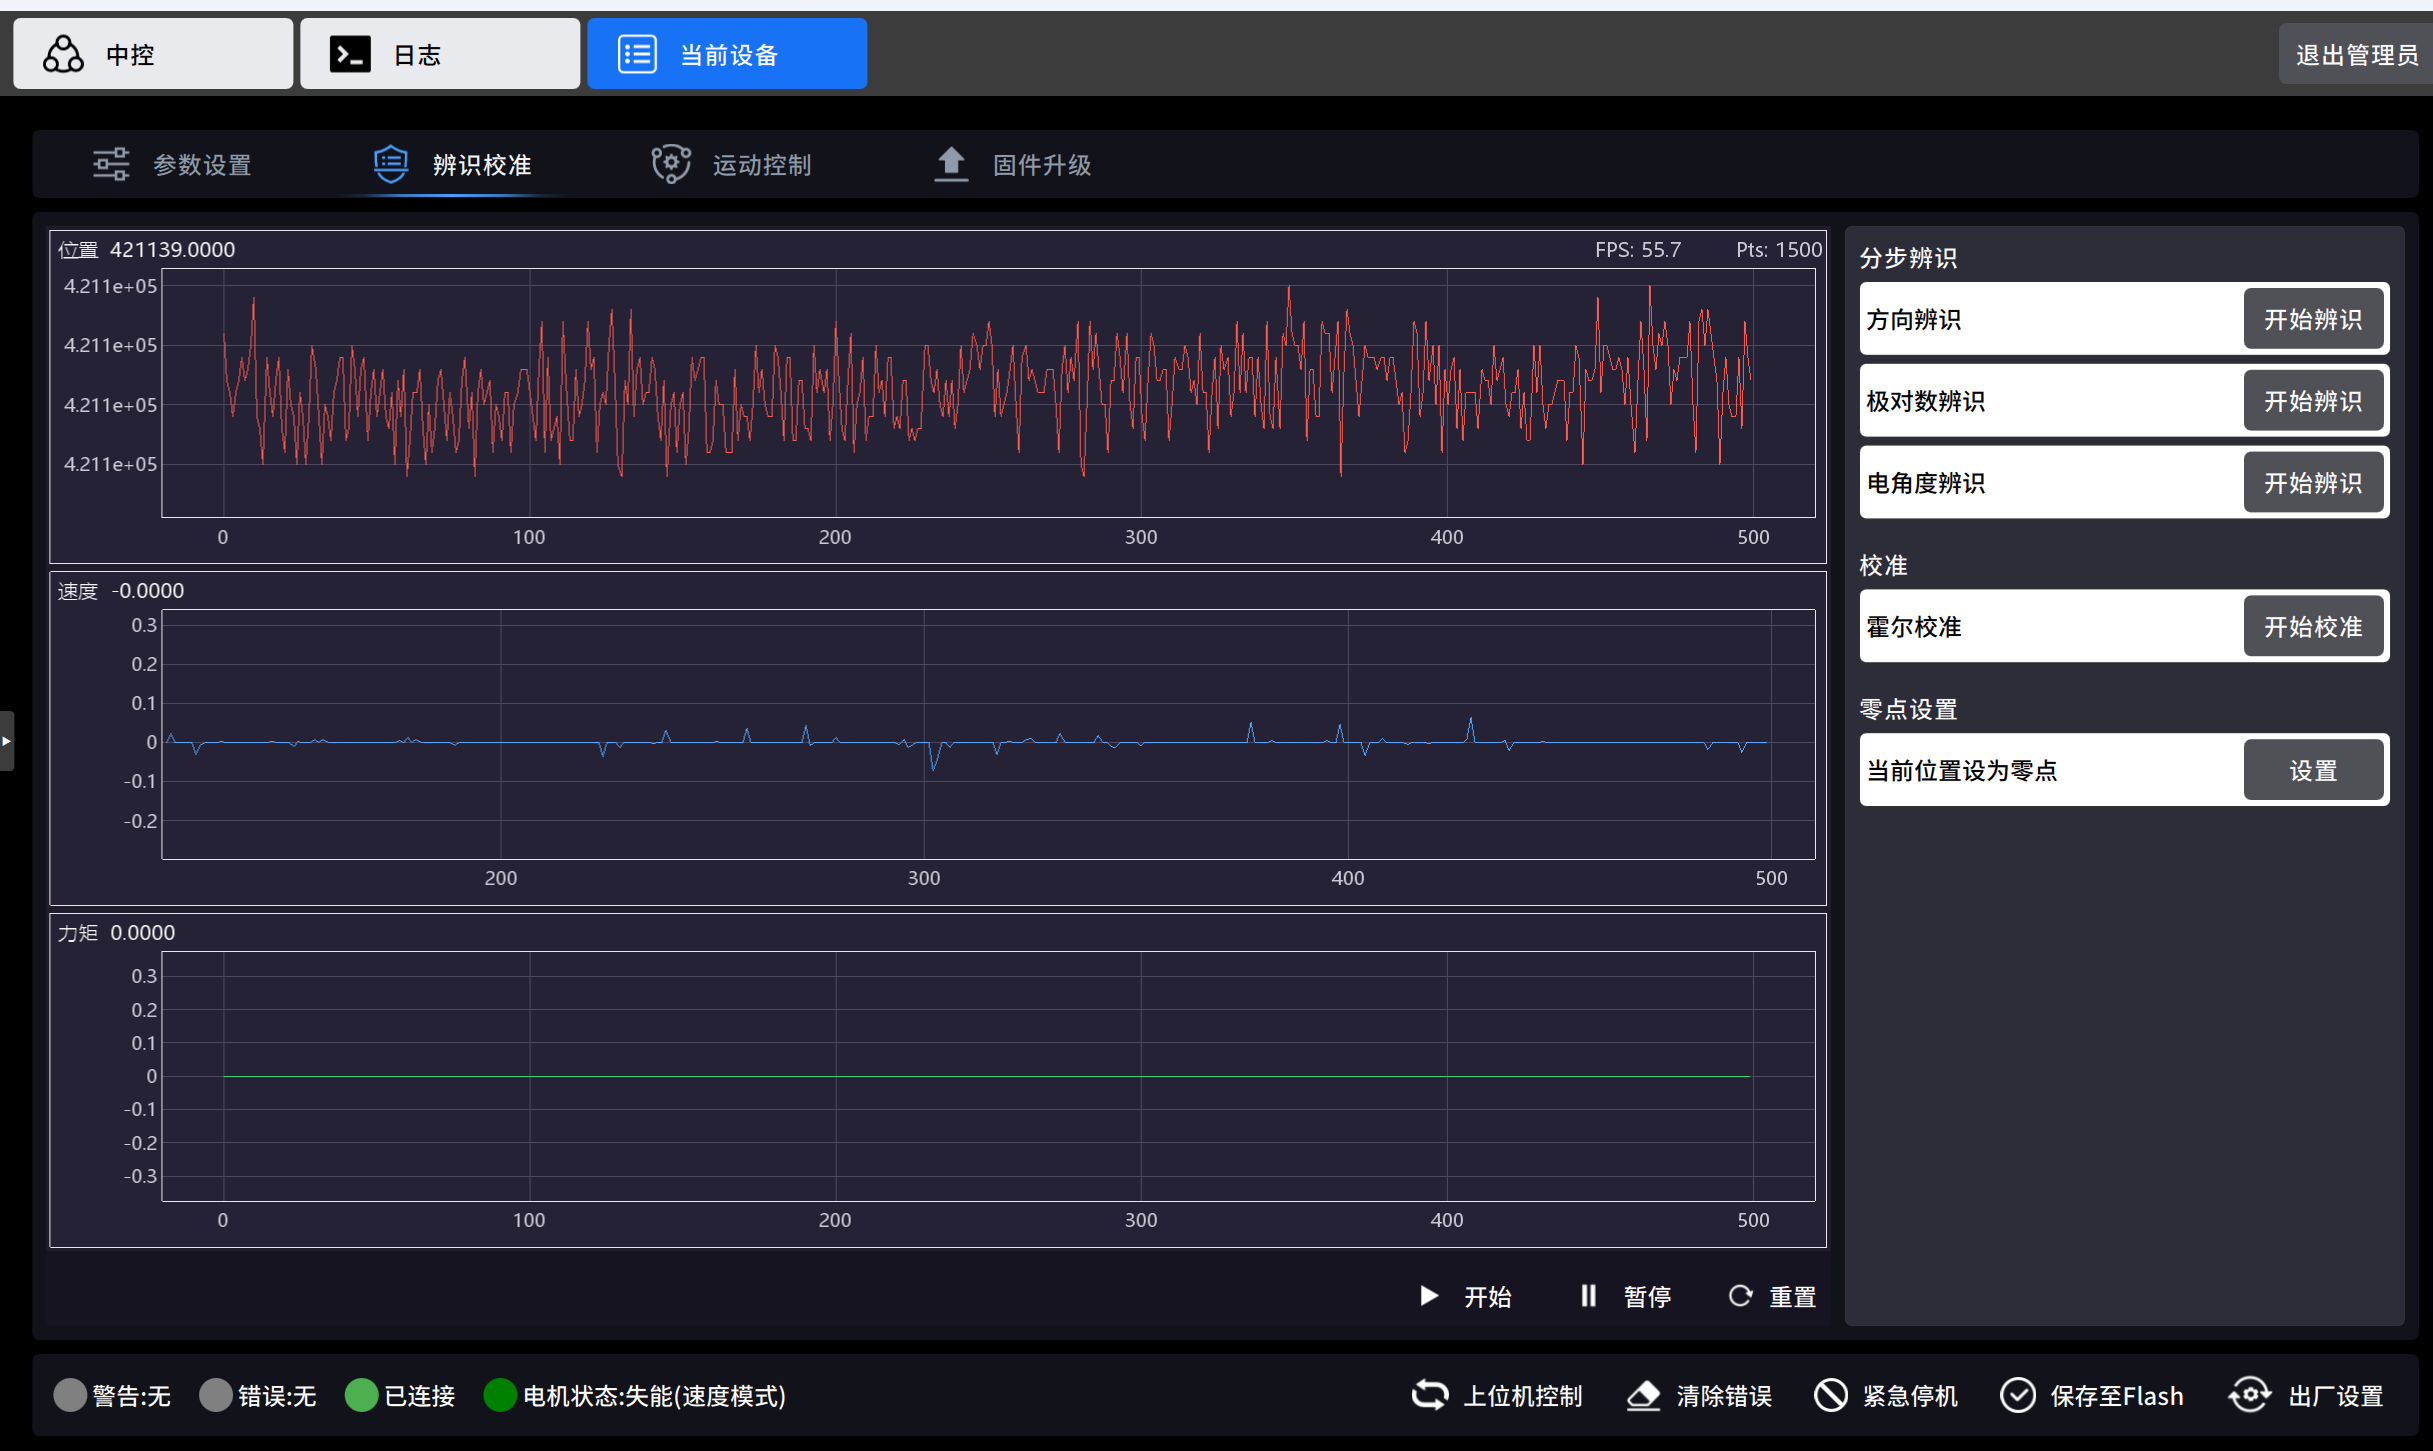 中控
日志
当前设备
退出管理员
参数设置
辨识校准
运动控制
固件升级
位置 421139.0000
FPS: 55.7
Pts: 1500
4.211e+05
4.211e+05
4.211e+05
4.211e+05
0 100 200 300 400 500
速度 -0.0000
0.3
0.2
0.1
0
-0.1
-0.2
200 300 400 500
力矩 0.0000
0.3
0.2
0.1
0
-0.1
-0.2
-0.3
0 100 200 300 400 500
开始
暂停
重置
分步辨识
方向辨识 开始辨识
极对数辨识 开始辨识
电角度辨识 开始辨识
校准
霍尔校准 开始校准
零点设置
当前位置设为零点 设置
警告:无
错误:无
已连接
电机状态:失能(速度模式)
上位机控制
清除错误
紧急停机
保存至Flash
出厂设置